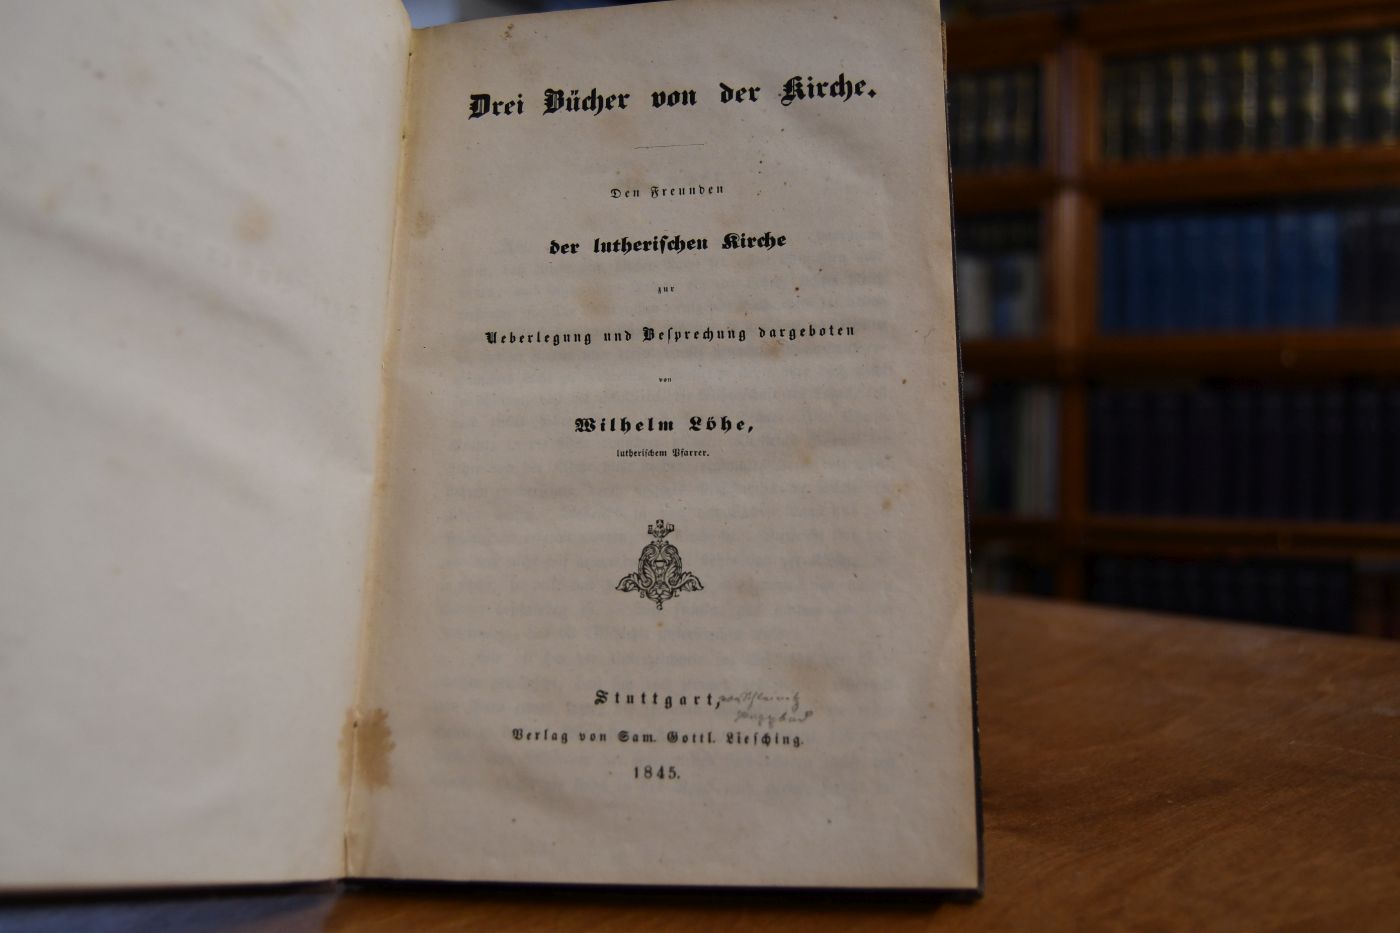 Drei Bücher von der Kirche.
Den Freunden
der lutherischen Kirche
zur
Ueberlegung und Besprechung dargeboten
von
Wilhelm Löhe,
lutherischem Pfarrer.
Stuttgart,
Verlag von Sam. Gottl. Liesching.
1845.